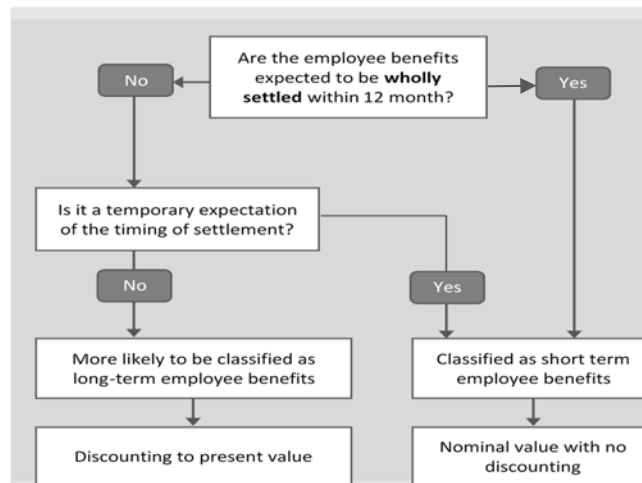 Are the employee benefits
expected to be wholly
settled within 12 month?
No
Yes
Is it a temporary expectation
of the timing of settlement?
No
Yes
More likely to be classified as
long-term employee benefits
Classified as short term
employee benefits
Discounting to present value
Nominal value with no
discounting